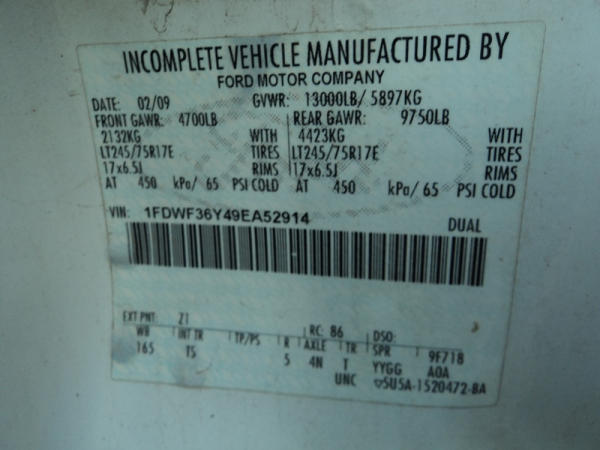 INCOMPLETE VEHICLE MANUFACTURED BY
FORD MOTOR COMPANY
DATE: 02/09 GVWR: 13000LB/ 5897KG
FRONT GAWR: 4700LB REAR GAWR: 9750LB
2132KG WITH 4423KG WITH
LT245/75R17E TIRES LT245/75R17E TIRES
17x6.5J RIMS 17x6.5J RIMS
AT 450 kPa/ 65 PSI COLD AT 450 kPa/ 65 PSI COLD
VIN: 1FDWF36Y49EA52914 DUAL
EXT PNT: Z1 RC: 86 DSO:
WB INT TR TP/PS R AXLE TR SPR 9F718
165 TS 5 4N T YYGG AOA
UNC 5U5A-1520472-BA